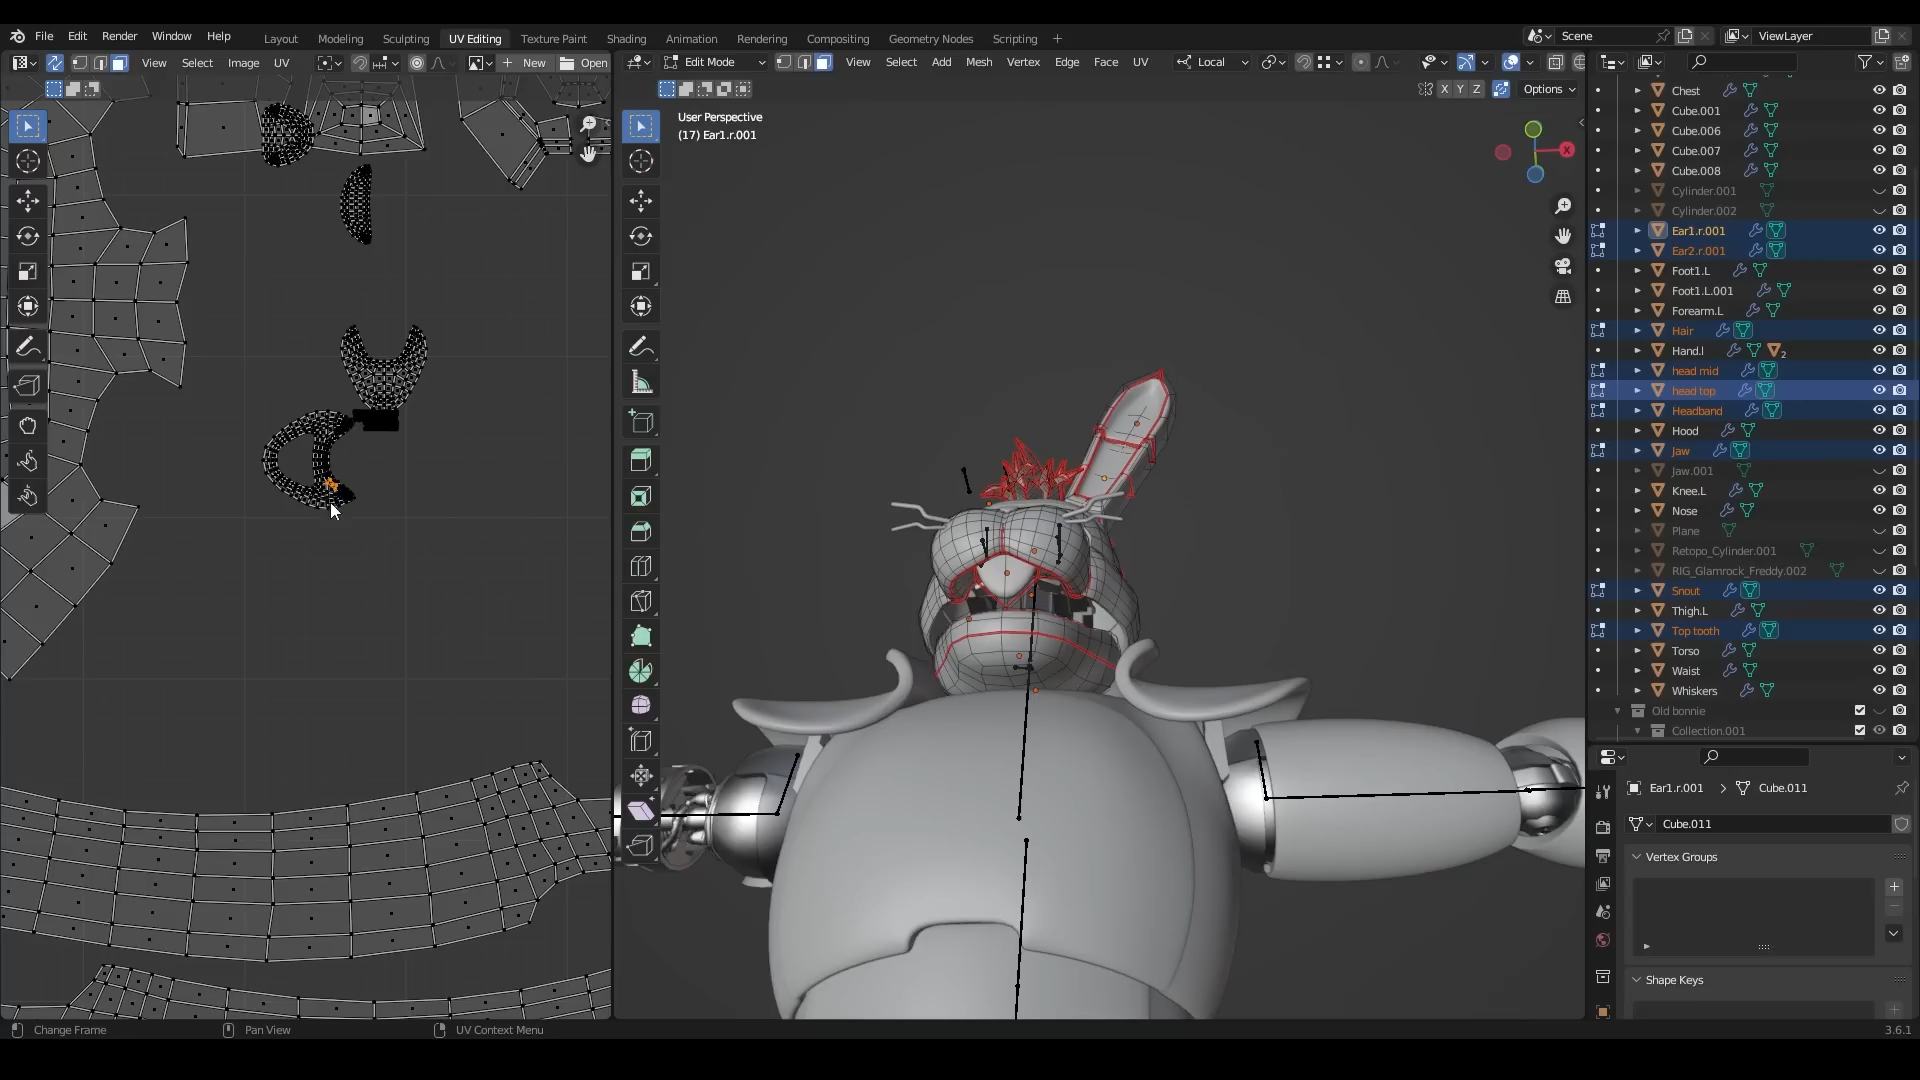 File Edit Render Window Help Layout Modeling Sculpting UV Editing Texture Paint Shading Animation Rendering Compositing Geometry Nodes Scripting Scene ViewLayer
View Select Image UV New Open Edit Mode View Select Add Mesh Vertex Edge Face UV Local
X Y Z Options
User Perspective
(17) Ear1.r.001
X
Chest
Cube.001
Cube.006
Cube.007
Cube.008
Cylinder.001
Cylinder.002
Ear1.r.001
Ear2.r.001
Foot1.L
Foot1.L.001
Forearm.L
Hair
Hand.l 2
head mid
head top
Headband
Hood
Jaw
Jaw.001
Knee.L
Nose
Plane
Retopo_Cylinder.001
RIG_Glamrock_Freddy.002
Snout
Thigh.L
Top tooth
Torso
Waist
Whiskers
Old bonnie
Collection.001
Ear1.r.001 Cube.011
Cube.011
Vertex Groups
Shape Keys
Change Frame Pan View UV Context Menu 3.6.1